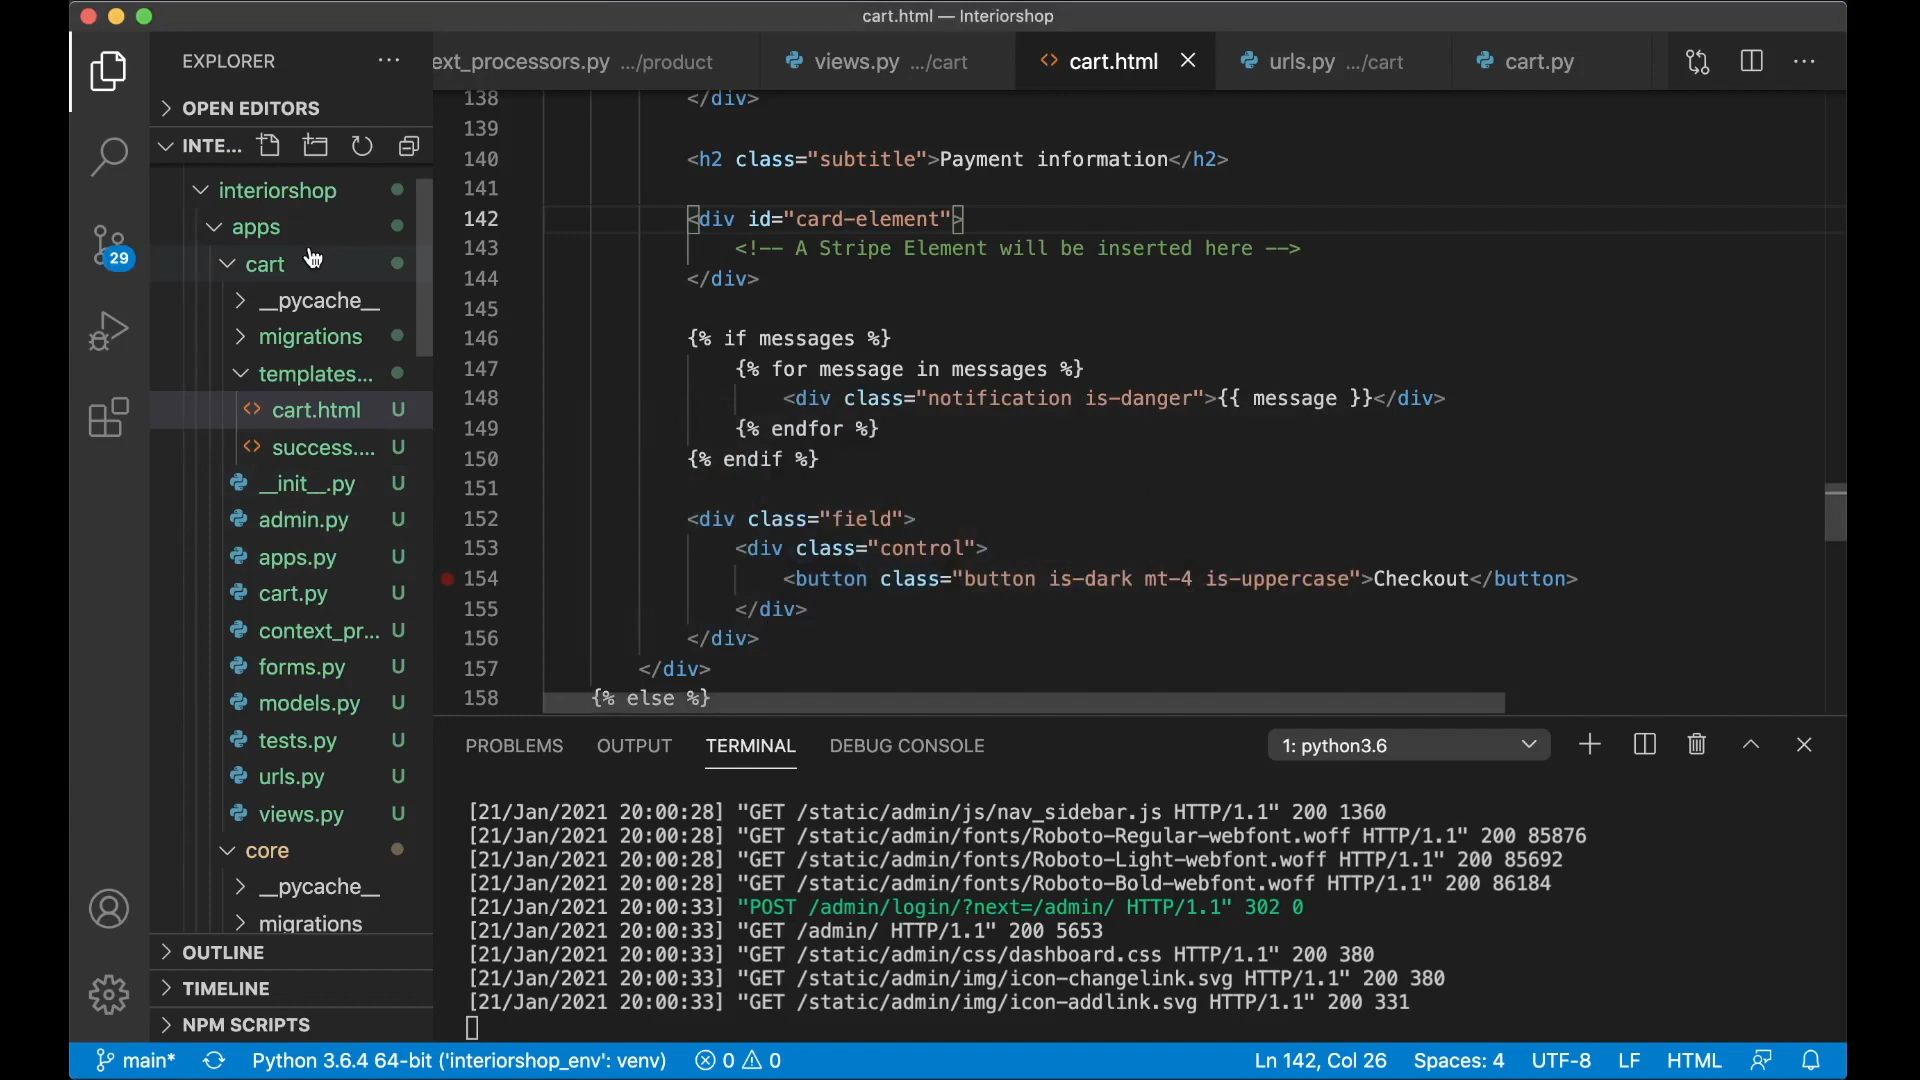 cart.html — Interiorshop
EXPLORER
ext_processors.py .../product
views.py .../cart
cart.html
urls.py .../cart
cart.py
OPEN EDITORS
INTE...
interiorshop
apps
cart
__pycache__
migrations
templates...
cart.html U
success.... U
__init__.py U
admin.py U
apps.py U
cart.py U
context_pr... U
forms.py U
models.py U
tests.py U
urls.py U
views.py U
core
__pycache__
migrations
OUTLINE
TIMELINE
NPM SCRIPTS
29
138 </div>
139
140 <h2 class="subtitle">Payment information</h2>
141
142 <div id="card-element">
143 <!-- A Stripe Element will be inserted here -->
144 </div>
145
146 {% if messages %}
147 {% for message in messages %}
148 <div class="notification is-danger">{{ message }}</div>
149 {% endfor %}
150 {% endif %}
151
152 <div class="field">
153 <div class="control">
154 <button class="button is-dark mt-4 is-uppercase">Checkout</button>
155 </div>
156 </div>
157 </div>
158 {% else %}
PROBLEMS OUTPUT TERMINAL DEBUG CONSOLE
1: python3.6
[21/Jan/2021 20:00:28] "GET /static/admin/js/nav_sidebar.js HTTP/1.1" 200 1360
[21/Jan/2021 20:00:28] "GET /static/admin/fonts/Roboto-Regular-webfont.woff HTTP/1.1" 200 85876
[21/Jan/2021 20:00:28] "GET /static/admin/fonts/Roboto-Light-webfont.woff HTTP/1.1" 200 85692
[21/Jan/2021 20:00:28] "GET /static/admin/fonts/Roboto-Bold-webfont.woff HTTP/1.1" 200 86184
[21/Jan/2021 20:00:33] "POST /admin/login/?next=/admin/ HTTP/1.1" 302 0
[21/Jan/2021 20:00:33] "GET /admin/ HTTP/1.1" 200 5653
[21/Jan/2021 20:00:33] "GET /static/admin/css/dashboard.css HTTP/1.1" 200 380
[21/Jan/2021 20:00:33] "GET /static/admin/img/icon-changelink.svg HTTP/1.1" 200 380
[21/Jan/2021 20:00:33] "GET /static/admin/img/icon-addlink.svg HTTP/1.1" 200 331
main* Python 3.6.4 64-bit ('interiorshop_env': venv) 0 0 Ln 142, Col 26 Spaces: 4 UTF-8 LF HTML